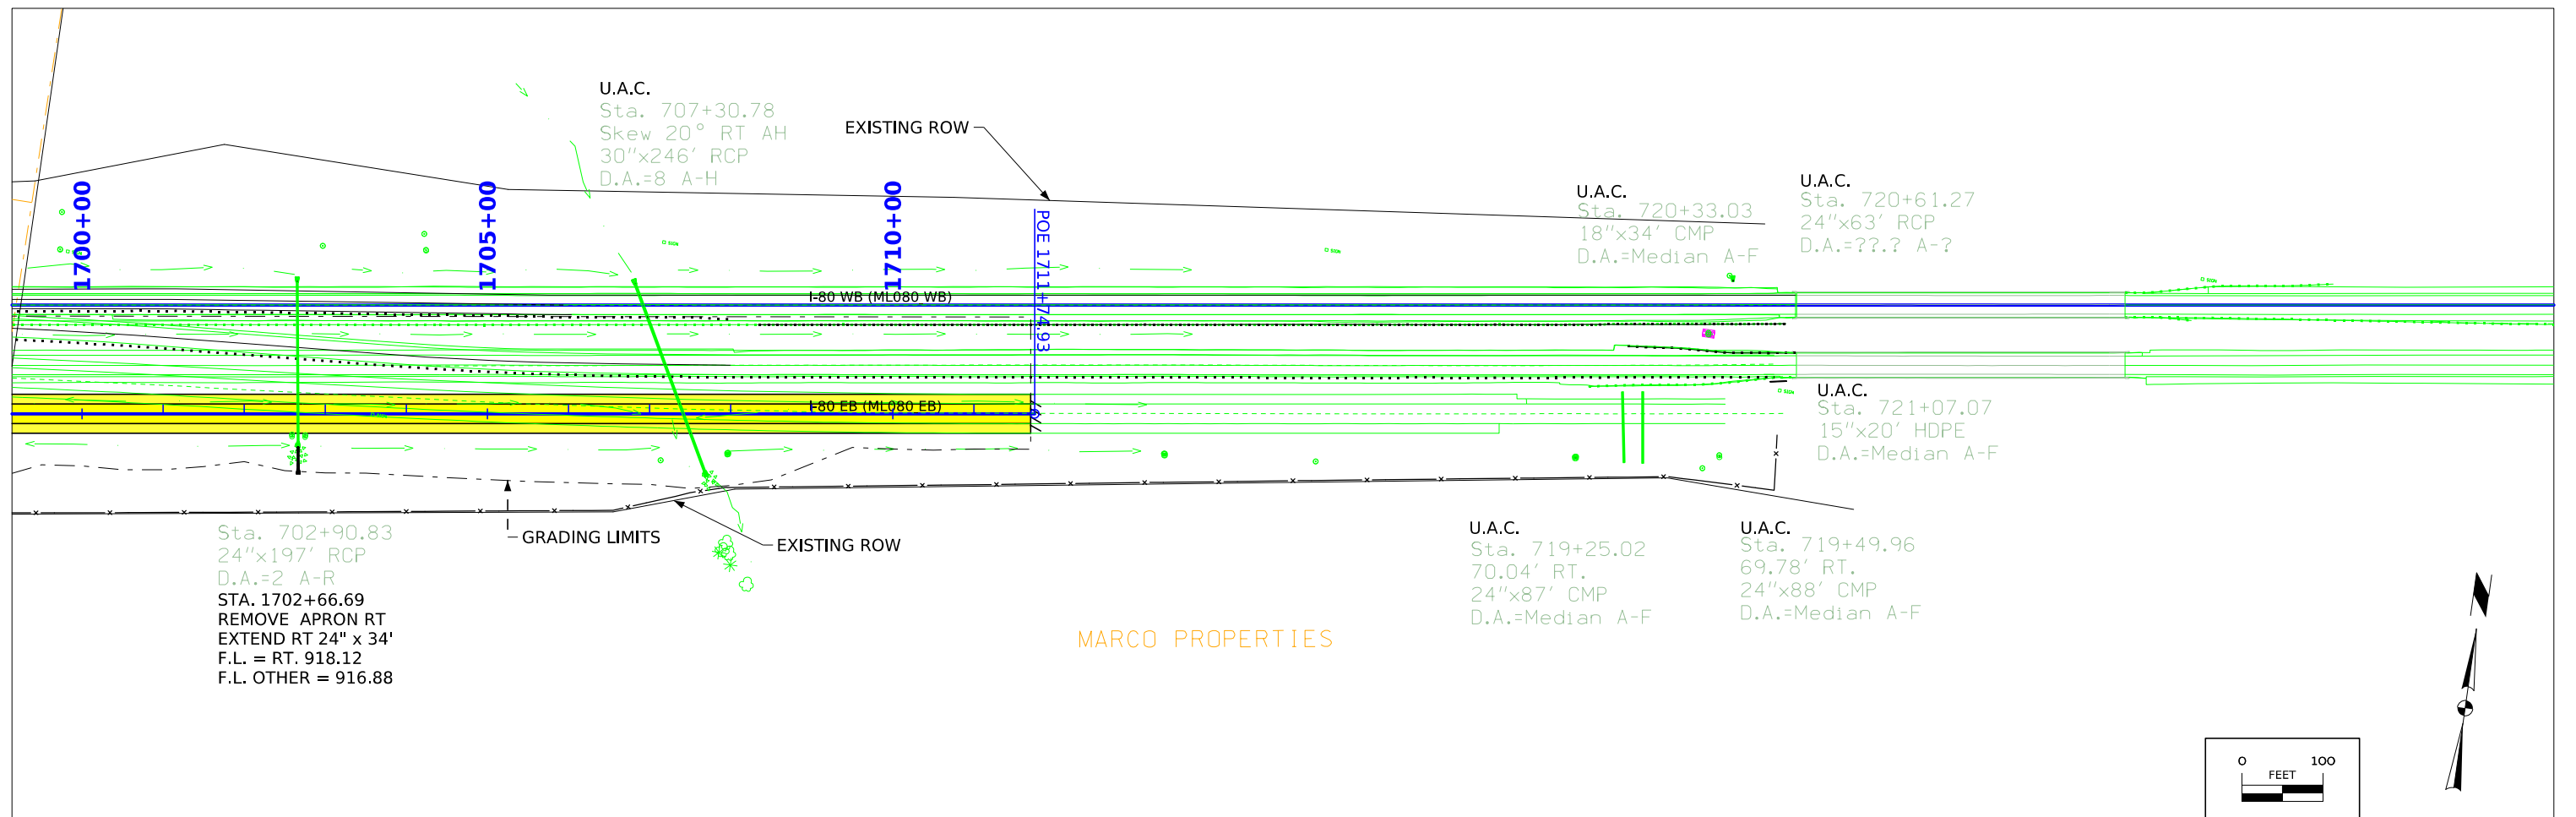 U.A.C.
Sta. 707+30.78
Skew 20° RT AH
30"x246' RCP
D.A.=8 A-H
EXISTING ROW
U.A.C.
Sta. 720+33.03
18"x34' CMP
D.A.=Median A-F
U.A.C.
Sta. 720+61.27
24"x63' RCP
D.A.=??.? A-?
1700+00
1705+00
1710+00
POE 1711+74.93
SIGN
SIGN
SIGN
SIGN
I-80 WB (ML080 WB)
I-80 EB (ML080 EB)
U.A.C.
Sta. 721+07.07
15"x20' HDPE
D.A.=Median A-F
GRADING LIMITS
EXISTING ROW
Sta. 702+90.83
24"x197' RCP
D.A.=2 A-R
STA. 1702+66.69
REMOVE APRON RT
EXTEND RT 24" x 34'
F.L. = RT. 918.12
F.L. OTHER = 916.88
U.A.C.
Sta. 719+25.02
70.04' RT.
24"x87' CMP
D.A.=Median A-F
U.A.C.
Sta. 719+49.96
69.78' RT.
24"x88' CMP
D.A.=Median A-F
MARCO PROPERTIES
N
0 100
FEET